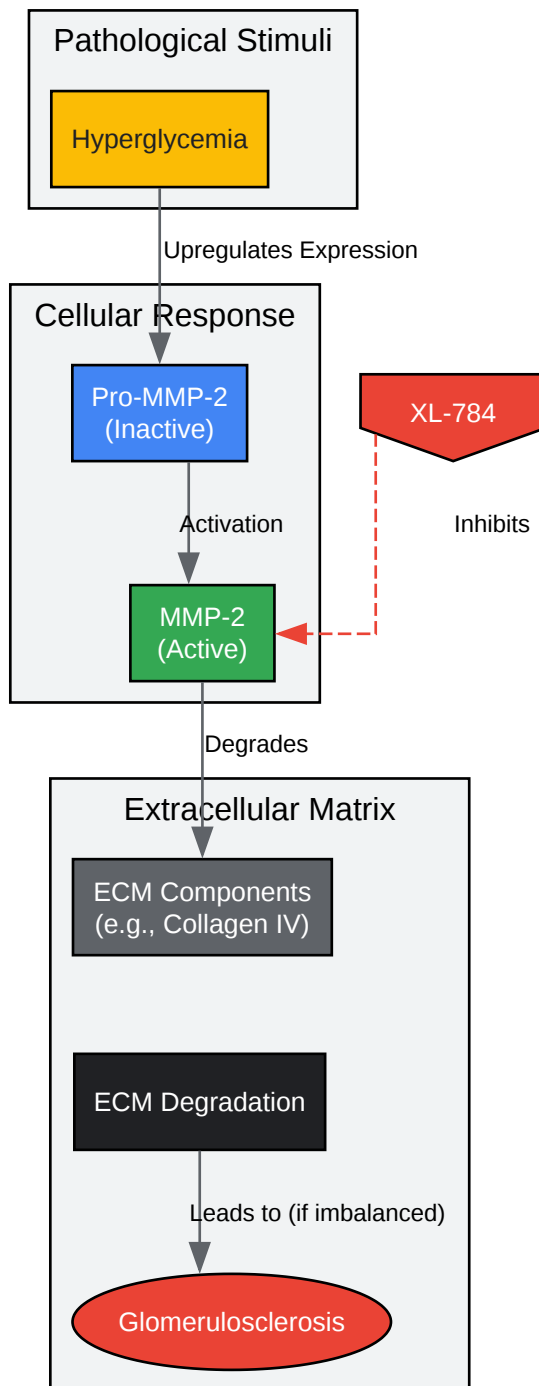 Pathological Stimuli
Hyperglycemia
Upregulates Expression
Cellular Response
Pro-MMP-2
(Inactive)
XL-784
Activation
Inhibits
MMP-2
(Active)
Degrades
Extracellular Matrix
ECM Components
(e.g., Collagen IV)
ECM Degradation
Leads to (if imbalanced)
Glomerulosclerosis